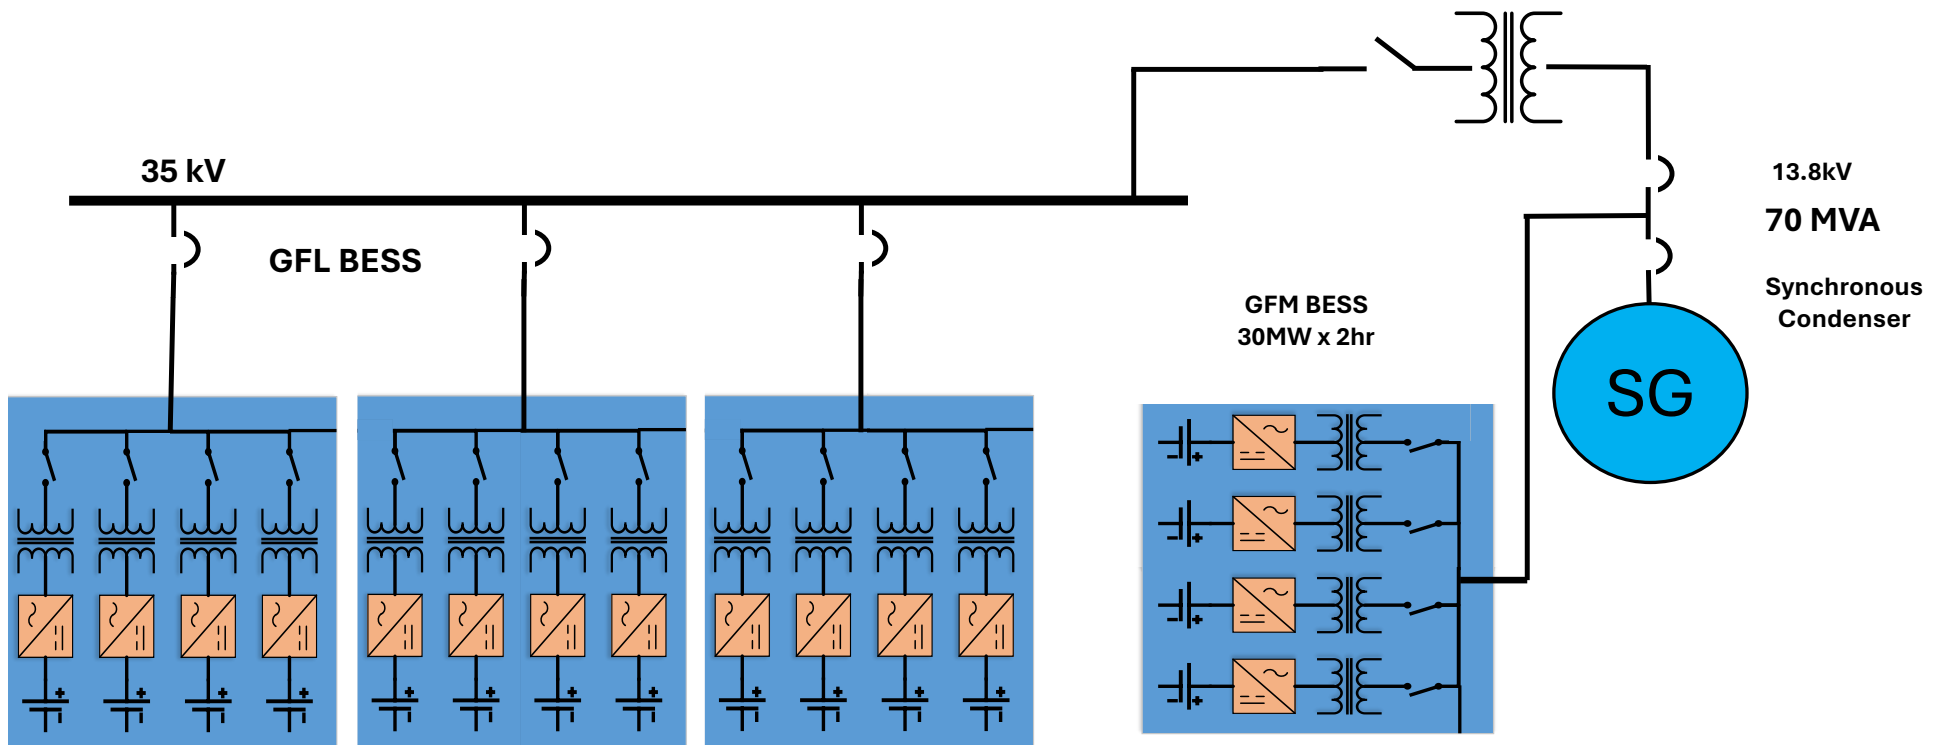 35 kV
GFL BESS
GFM BESS
30MW x 2hr
13.8kV
70 MVA
Synchronous
Condenser
SG